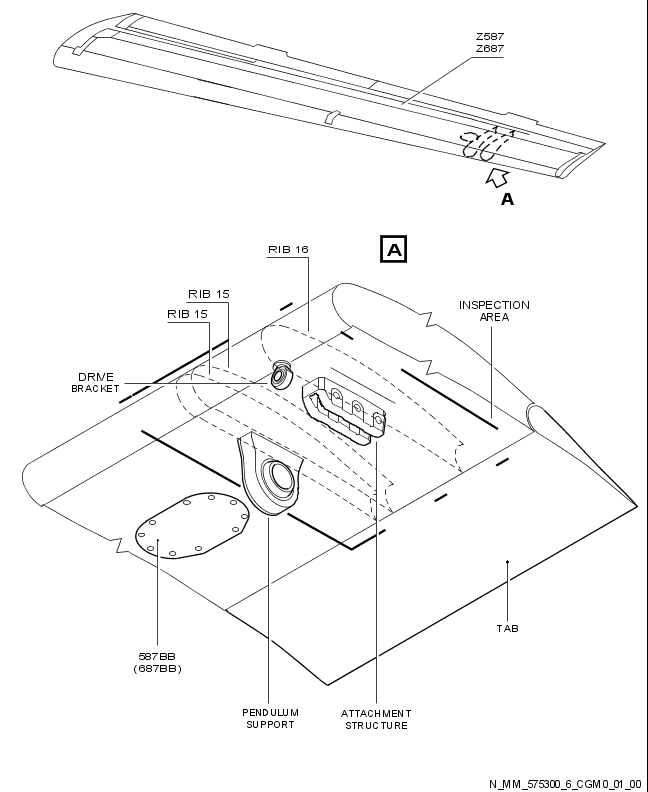 Z587
Z687
A
A
RIB 16
RIB 15
RIB 15
INSPECTION
AREA
DRIVE
BRACKET
TAB
587BB
(687BB)
PENDULUM
SUPPORT
ATTACHMENT
STRUCTURE
N_MM_575300_6_CGM0_01_00